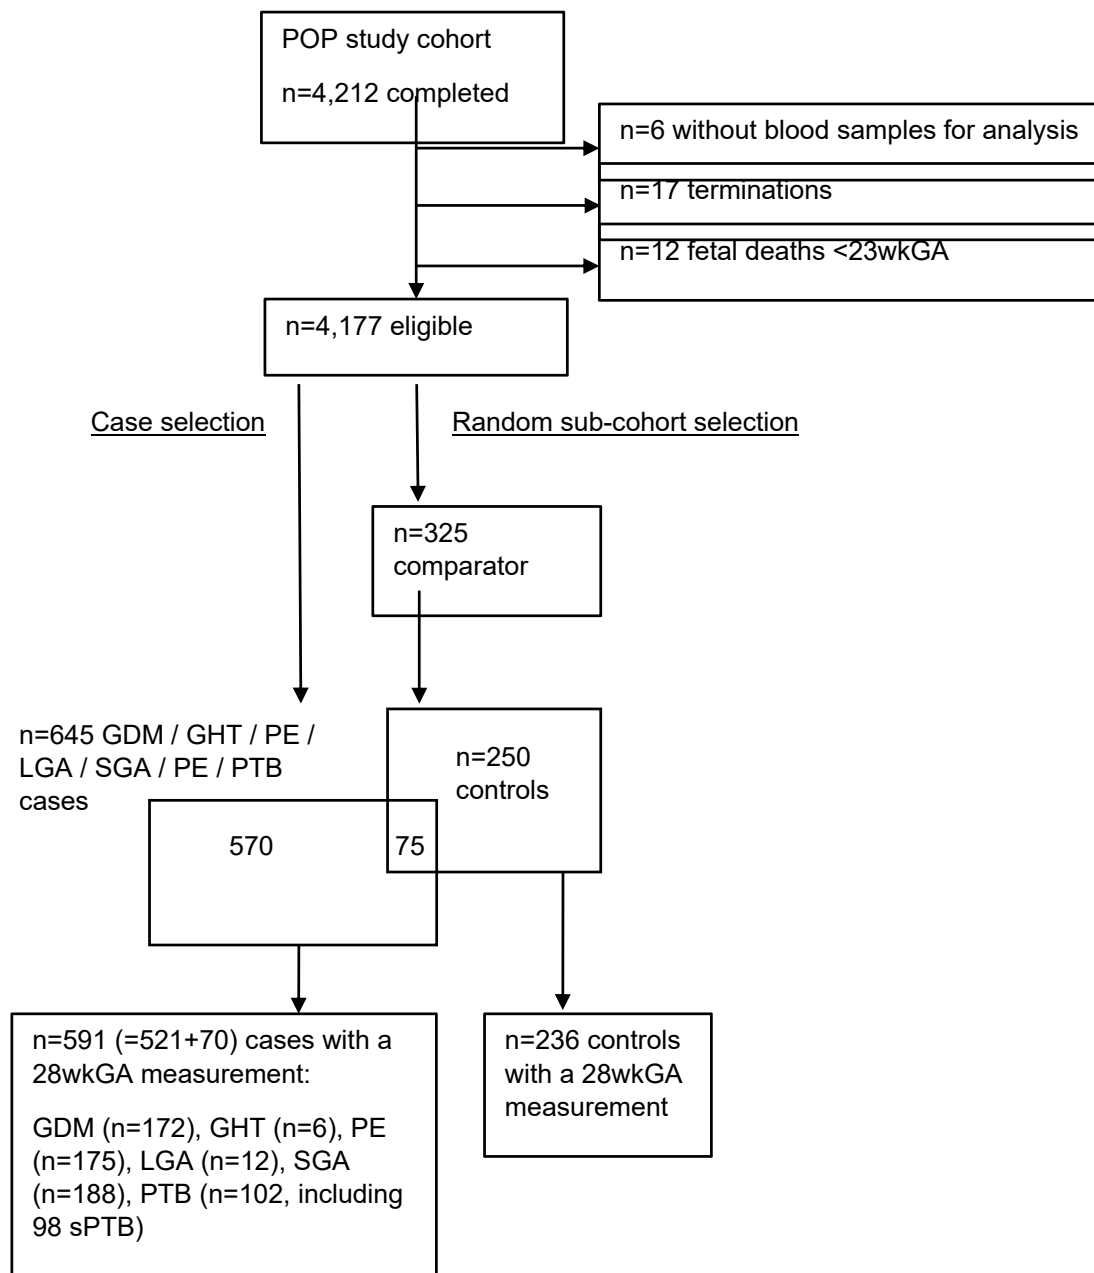 POP study cohort
n=4,212 completed
n=6 without blood samples for analysis
n=17 terminations
n=12 fetal deaths <23wkGA
n=4,177 eligible
Case selection
Random sub-cohort selection
n=325
comparator
n=645 GDM / GHT / PE /
LGA / SGA / PE / PTB
cases
n=250
controls
570
75
n=591 (=521+70) cases with a
28wkGA measurement:
GDM (n=172), GHT (n=6), PE
(n=175), LGA (n=12), SGA
(n=188), PTB (n=102, including
98 sPTB)
n=236 controls
with a 28wkGA
measurement